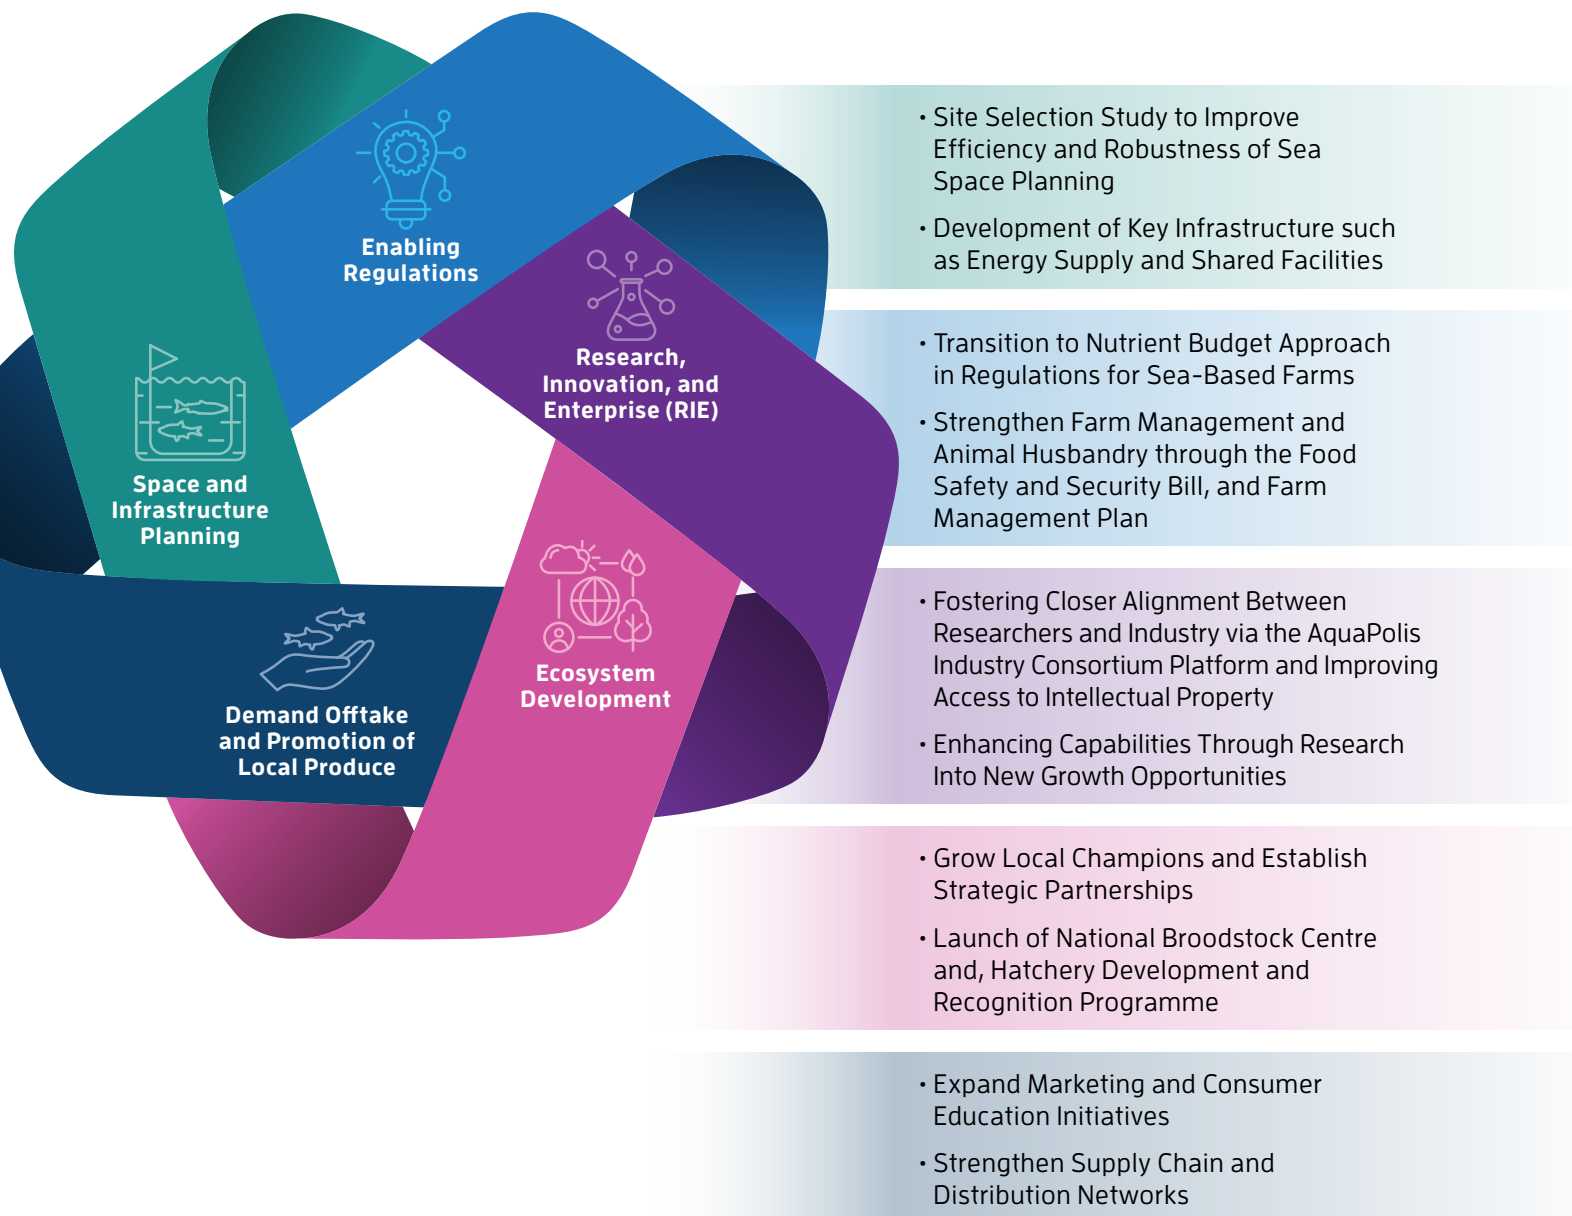 Enabling
Regulations
Research,
Innovation, and
Enterprise (RIE)
Space and
Infrastructure
Planning
Ecosystem
Development
Demand Offtake
and Promotion of
Local Produce
• Site Selection Study to Improve
Efficiency and Robustness of Sea
Space Planning
• Development of Key Infrastructure such
as Energy Supply and Shared Facilities
• Transition to Nutrient Budget Approach
in Regulations for Sea-Based Farms
• Strengthen Farm Management and
Animal Husbandry through the Food
Safety and Security Bill, and Farm
Management Plan
• Fostering Closer Alignment Between
Researchers and Industry via the AquaPolis
Industry Consortium Platform and Improving
Access to Intellectual Property
• Enhancing Capabilities Through Research
Into New Growth Opportunities
• Grow Local Champions and Establish
Strategic Partnerships
• Launch of National Broodstock Centre
and, Hatchery Development and
Recognition Programme
• Expand Marketing and Consumer
Education Initiatives
• Strengthen Supply Chain and
Distribution Networks